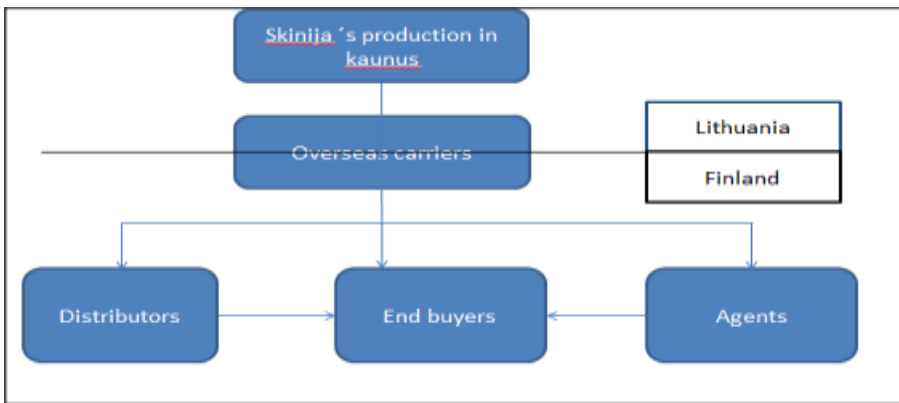 Skinija ´s production in
kaunus
Lithuania
Overseas carriers
Finland
Distributors
End buyers
Agents